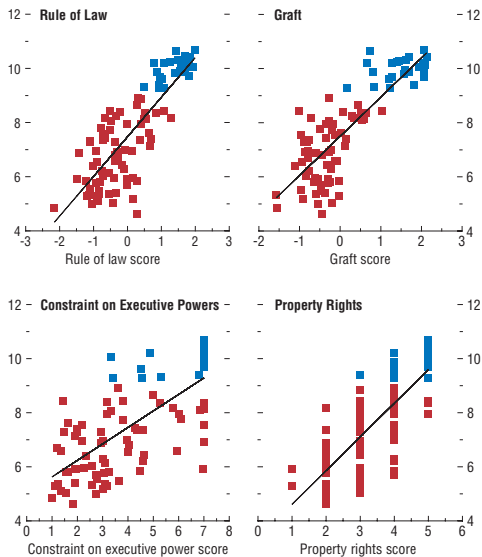 12
10
8
6
4
Rule of Law
-3 -2 -1 0 1 2 3
Rule of law score
Graft
12
10
8
6
4
-2 -1 0 1 2 3
Graft score
12
10
8
6
4
Constraint on Executive Powers
0 1 2 3 4 5 6 7 8
Constraint on executive power score
Property Rights
12
10
8
6
4
0 1 2 3 4 5 6
Property rights score